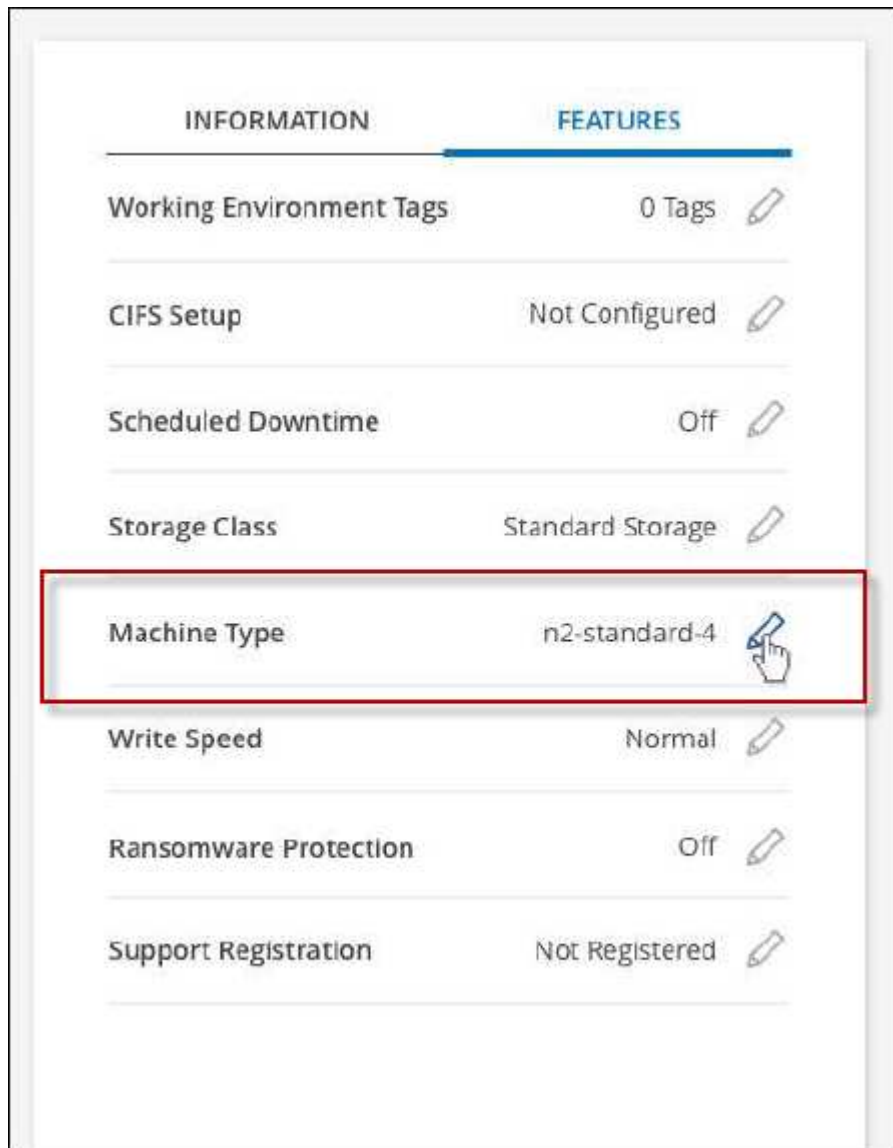 INFORMATION FEATURES
Working Environment Tags 0 Tags
CIFS Setup Not Configured
Scheduled Downtime Off
Storage Class Standard Storage
Machine Type n2-standard-4
Write Speed Normal
Ransomware Protection Off
Support Registration Not Registered